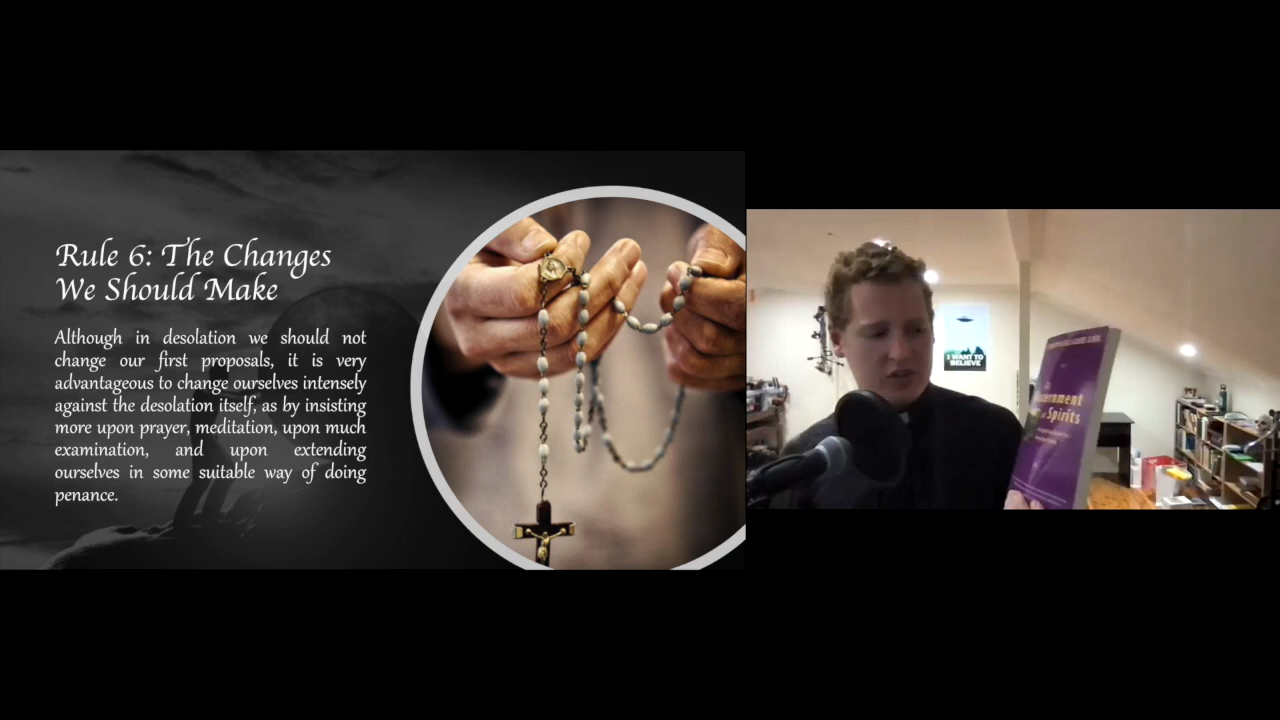 Rule 6: The Changes
We Should Make
Although in desolation we should not
change our first proposals, it is very
advantageous to change ourselves intensely
against the desolation itself, as by insisting
more upon prayer, meditation, upon much
examination, and upon extending
ourselves in some suitable way of doing
penance.
I WANT TO
BELIEVE
Spirits